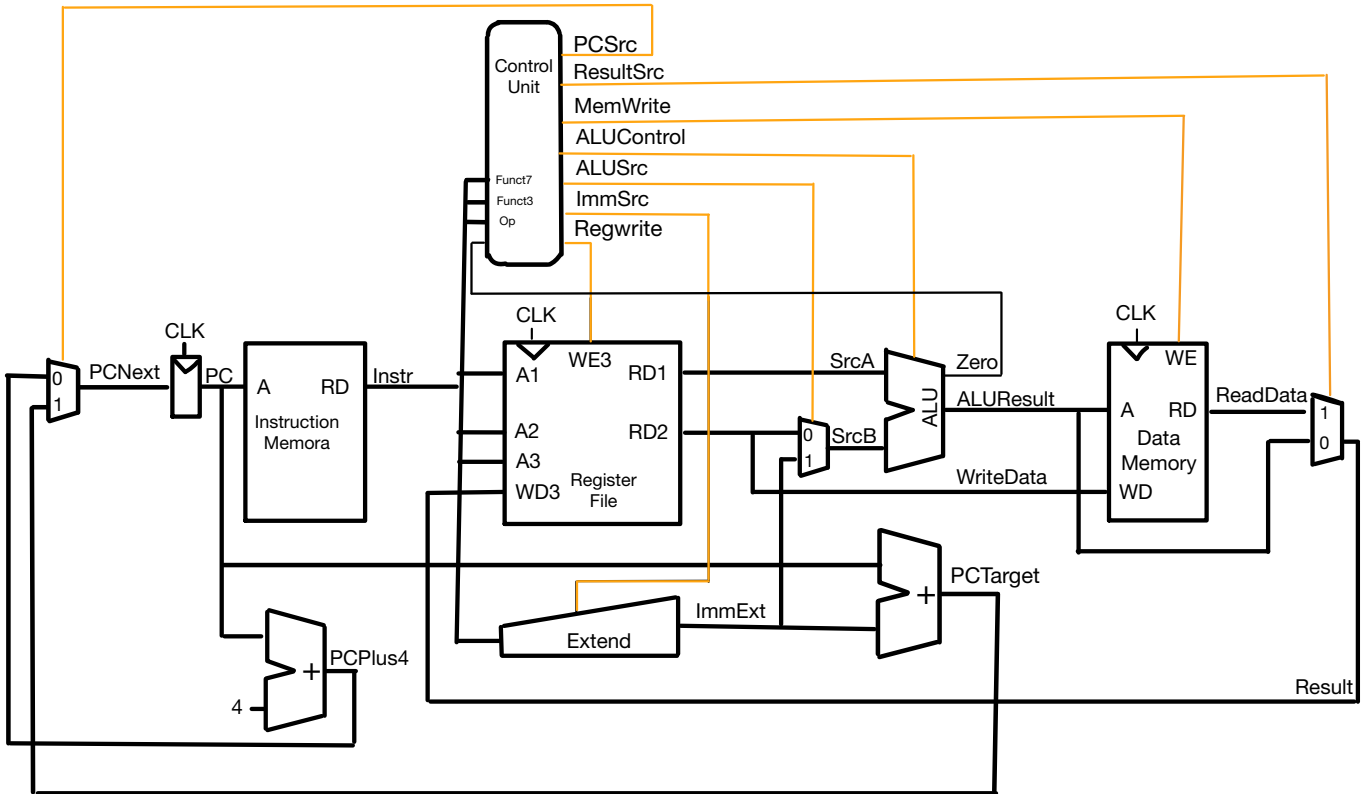 PCSrc
Control
Unit
ResultSrc
MemWrite
ALUControl
ALUSrc
Funct7
ImmSrc
Funct3
Op
Regwrite
CLK
CLK
CLK
PCNext
PC
A
RD
Instr
Instruction
Memora
A1
WE3
RD1
A2
RD2
A3
WD3
Register
File
SrcA
Zero
0
1
SrcB
0
1
ALU
ALUResult
WE
A
RD
Data
Memory
WD
ReadData
1
0
WriteData
PCTarget
+
ImmExt
Extend
PCPlus4
+
4
Result